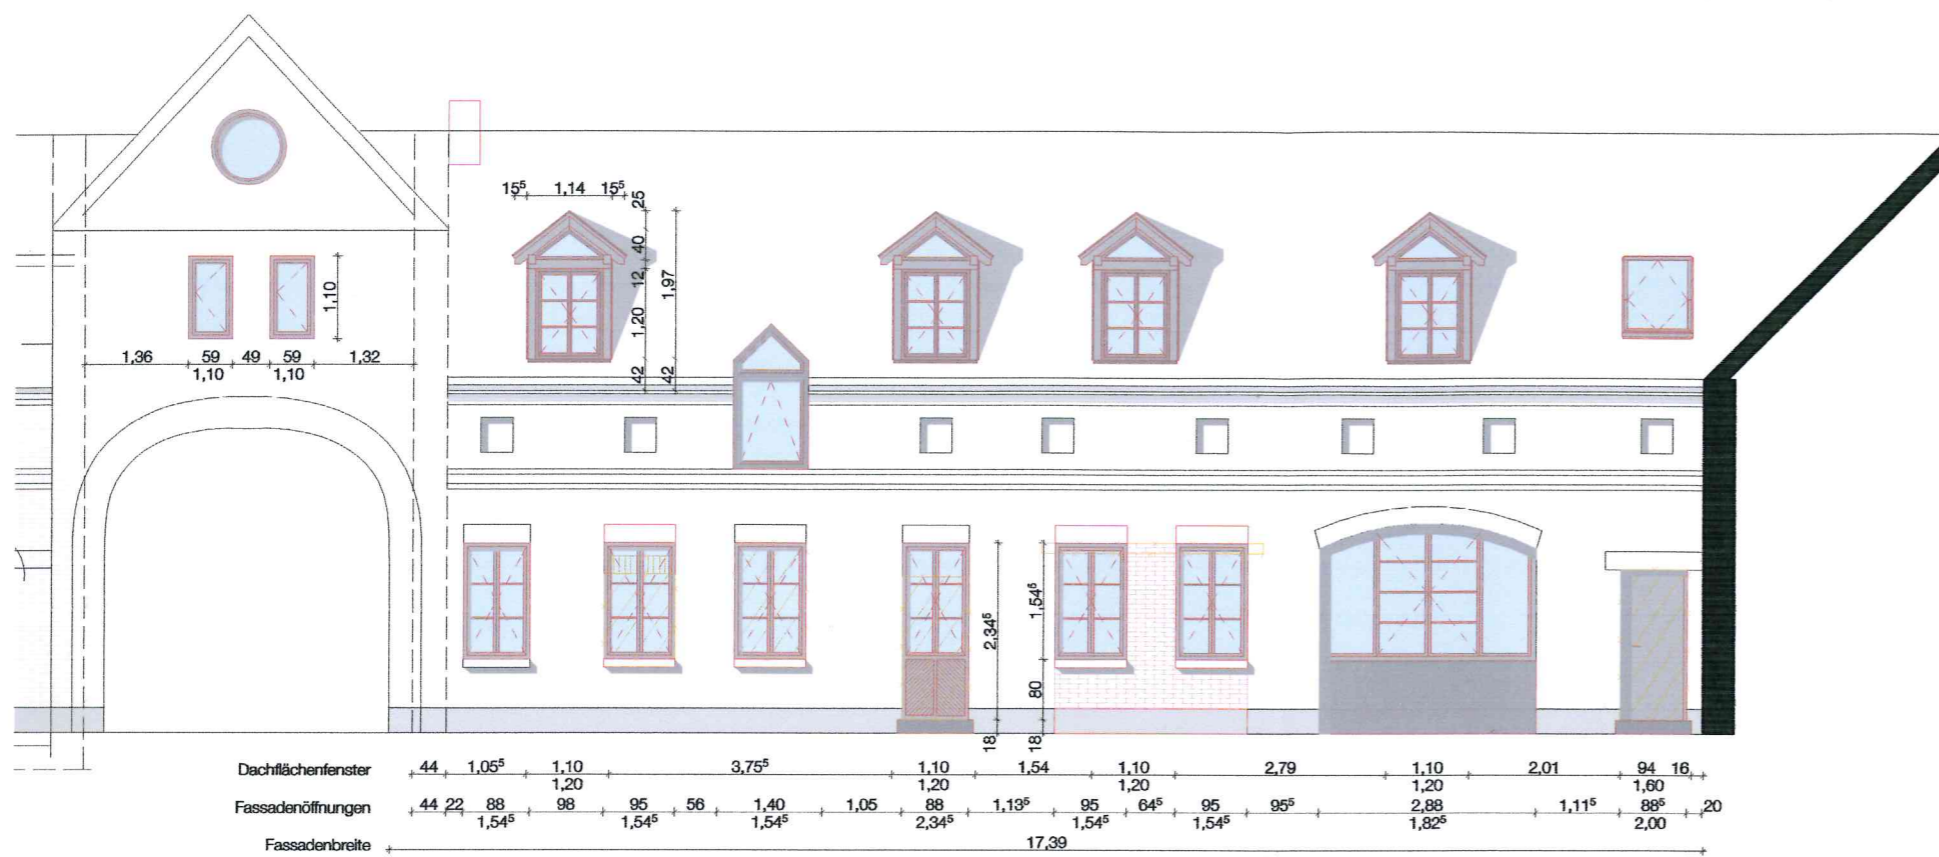 15⁵ 1,14 15⁵
25
40
12
1,20
42
1,97
42
1,10
1,36 59 49 59 1,32
1,10 1,10
2,34⁵
18
1,54⁵
80
18
Dachflächenfenster 44 1,05⁵ 1,10 3,75⁵ 1,10 1,54 1,10 2,79 1,10 2,01 94 16
1,20 1,20 1,20 1,20 1,60
Fassadenöffnungen 44 22 88 98 95 56 1,40 1,05 88 1,13⁵ 95 64⁵ 95 95⁵ 2,88 1,11⁵ 88⁵ 20
1,54⁵ 1,54⁵ 1,54⁵ 2,34⁵ 1,54⁵ 1,54⁵ 1,82⁵ 2,00
Fassadenbreite 17,39